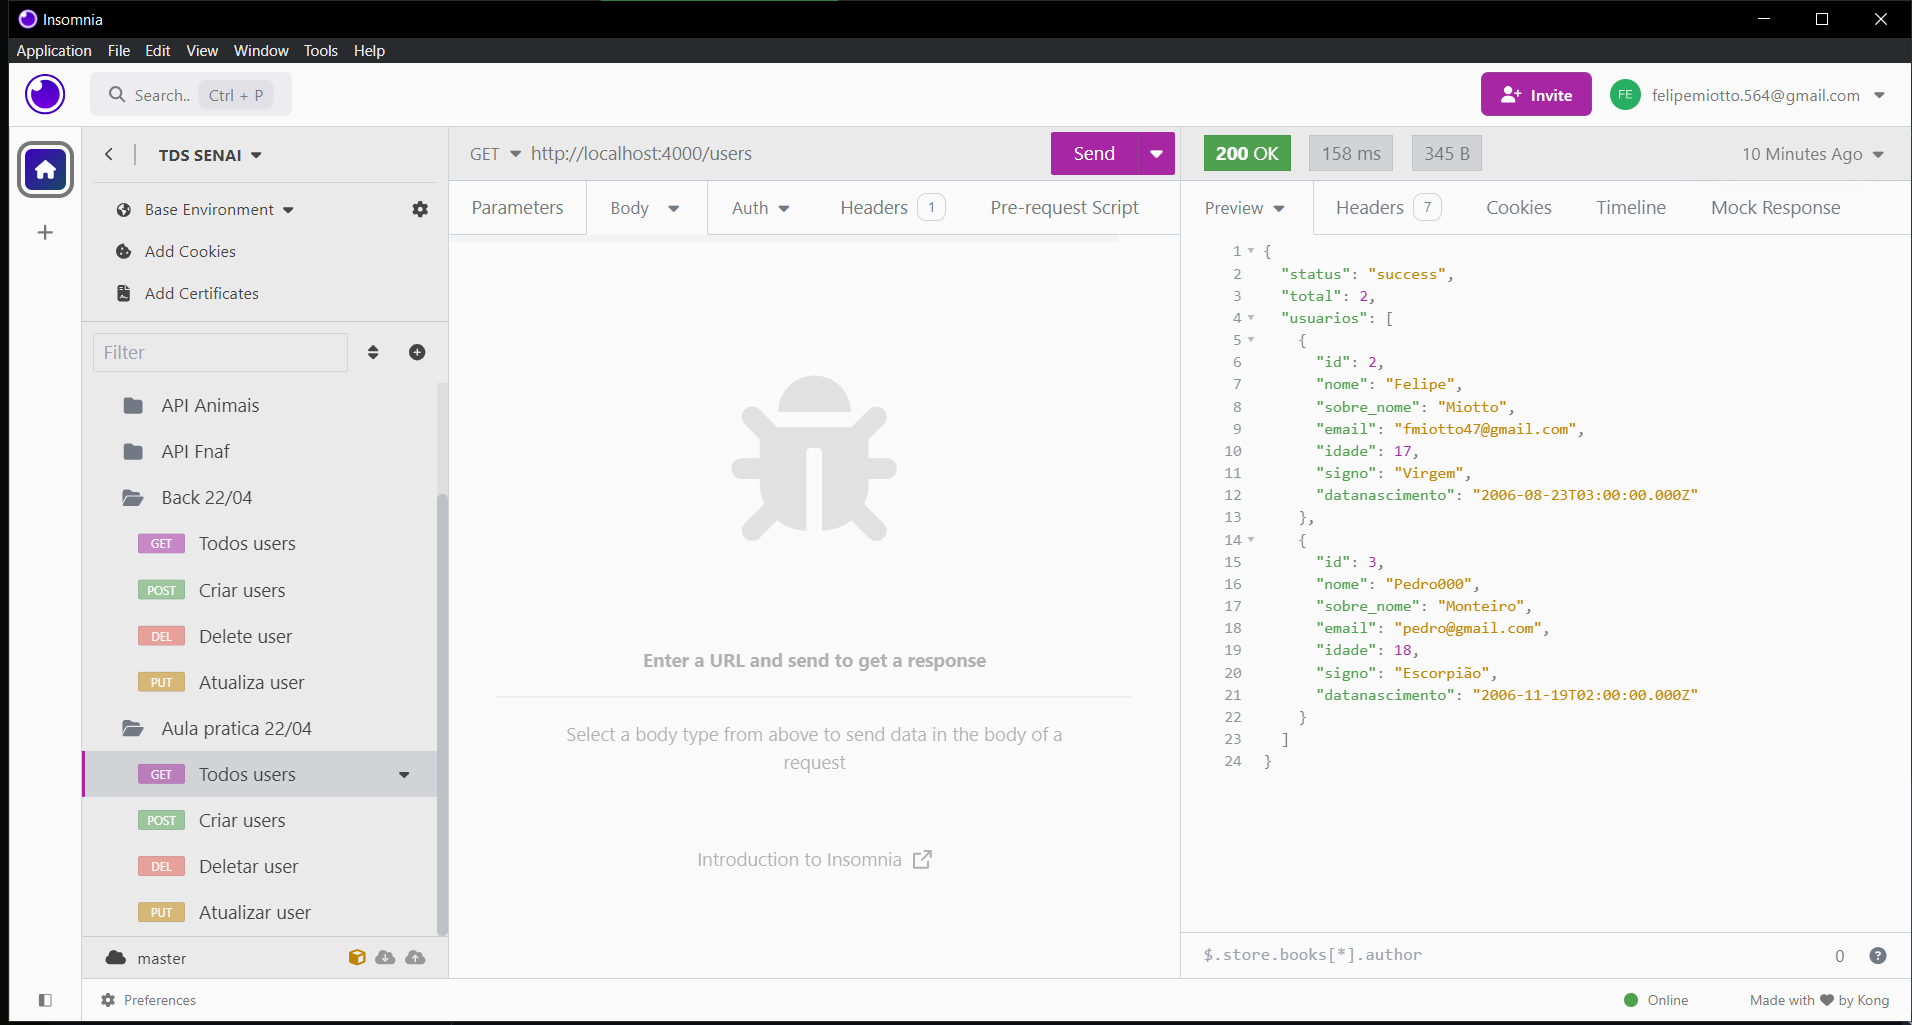 Insomnia
Application File Edit View Window Tools Help
Search.. Ctrl + P
Invite
FE felipemiotto.564@gmail.com
TDS SENAI
Base Environment
Add Cookies
Add Certificates
Filter
API Animais
API Fnaf
Back 22/04
GET Todos users
POST Criar users
DEL Delete user
PUT Atualiza user
Aula pratica 22/04
GET Todos users
POST Criar users
DEL Deletar user
PUT Atualizar user
master
Preferences
GET http://localhost:4000/users Send
Parameters Body Auth Headers 1 Pre-request Script
Enter a URL and send to get a response
Select a body type from above to send data in the body of a
request
Introduction to Insomnia
200 OK 158 ms 345 B 10 Minutes Ago
Preview Headers 7 Cookies Timeline Mock Response
1 {
2 "status": "success",
3 "total": 2,
4 "usuarios": [
5 {
6 "id": 2,
7 "nome": "Felipe",
8 "sobre_nome": "Miotto",
9 "email": "fmiotto47@gmail.com",
10 "idade": 17,
11 "signo": "Virgem",
12 "datanascimento": "2006-08-23T03:00:00.000Z"
13 },
14 {
15 "id": 3,
16 "nome": "Pedro000",
17 "sobre_nome": "Monteiro",
18 "email": "pedro@gmail.com",
19 "idade": 18,
20 "signo": "Escorpião",
21 "datanascimento": "2006-11-19T02:00:00.000Z"
22 }
23 ]
24 }
$.store.books[*].author 0 ?
Online Made with ♥ by Kong